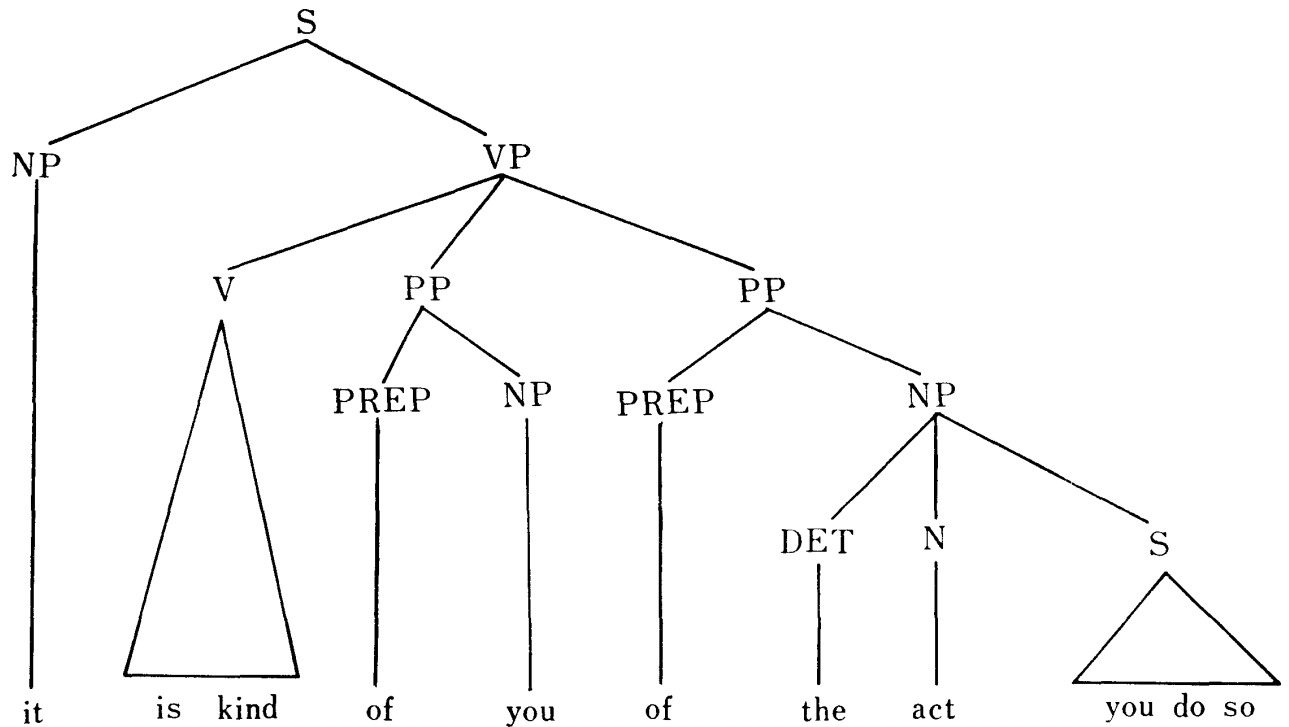 S
NP VP
V PP PP
PREP NP PREP NP
DET N S
it is kind of you of the act you do so